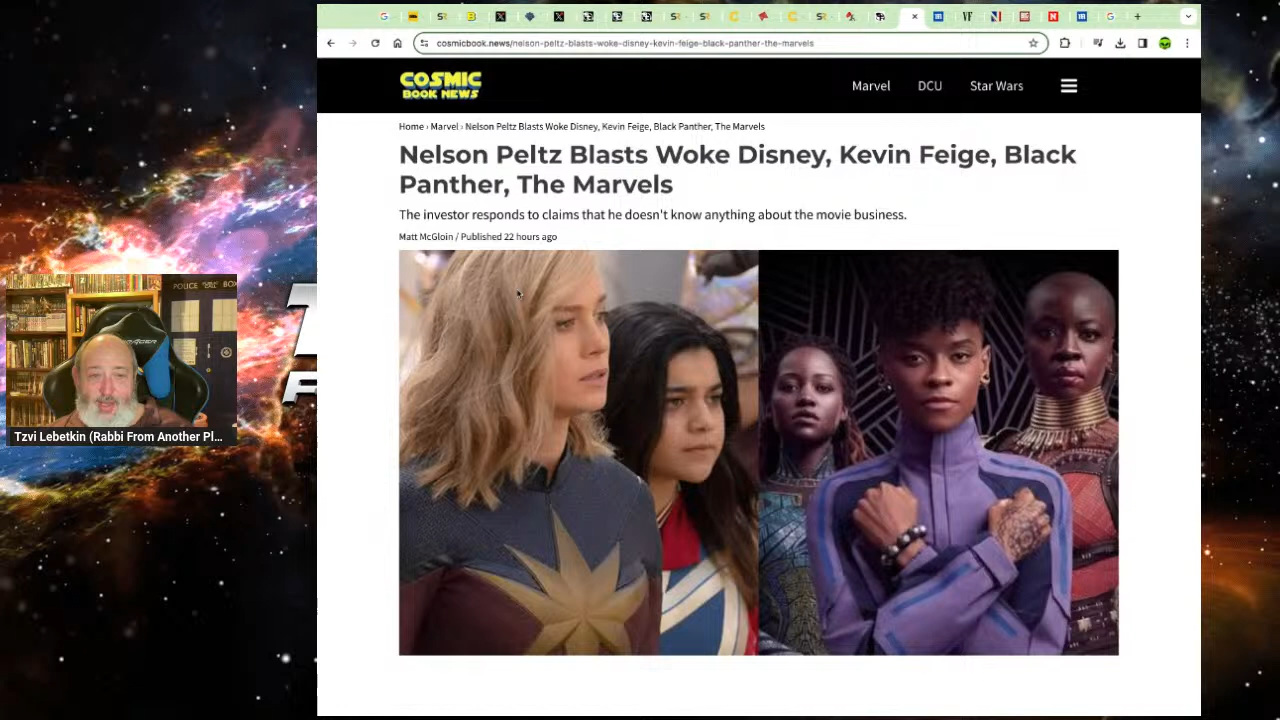 cosmicbook.news/nelson-peltz-blasts-woke-disney-kevin-feige-black-panther-the-marvels
COSMIC
BOOK NEWS
Marvel
DCU
Star Wars
Home › Marvel › Nelson Peltz Blasts Woke Disney, Kevin Feige, Black Panther, The Marvels
Nelson Peltz Blasts Woke Disney, Kevin Feige, Black
Panther, The Marvels
The investor responds to claims that he doesn't know anything about the movie business.
Matt McGloin / Published 22 hours ago
POLICE BOX
Tzvi Lebetkin (Rabbi From Another Pl...